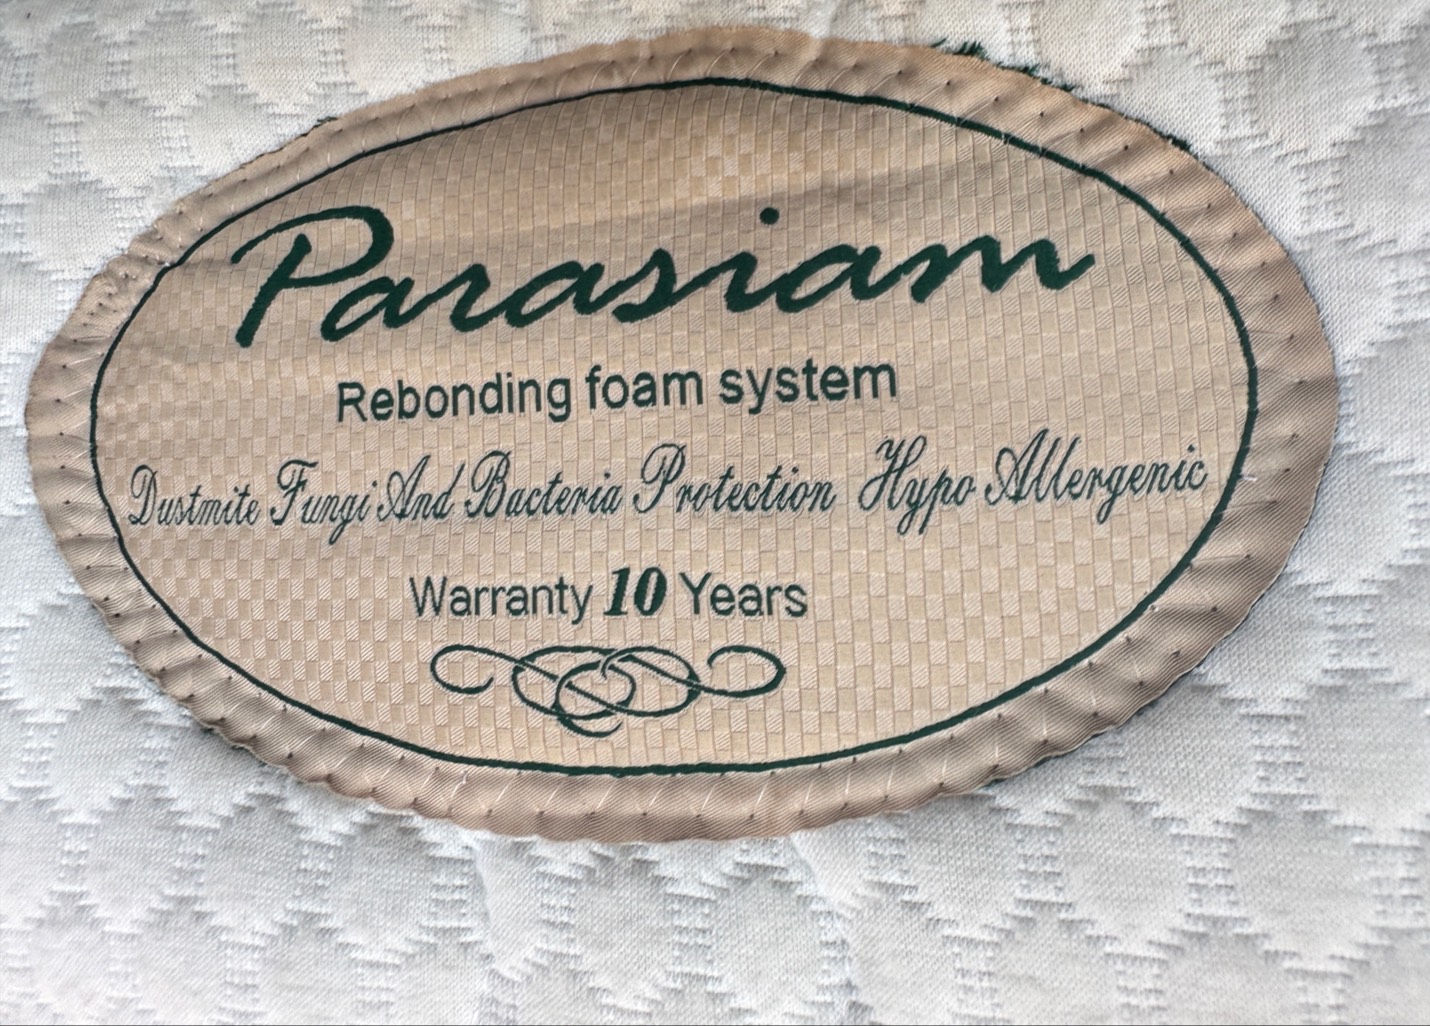 Parasiam
Rebonding foam system
Dustmite Fungi And Bacteria Protection Hypo Allergenic
Warranty 10 Years